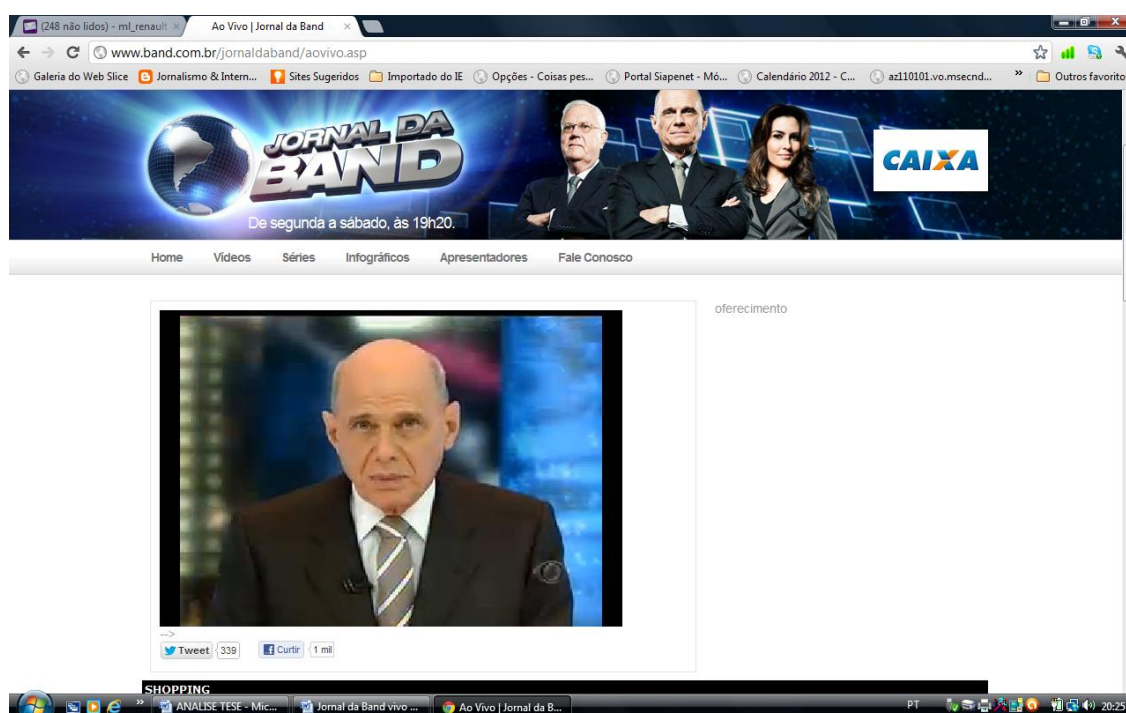 (248 não lidos) - ml_renault
Ao Vivo | Jornal da Band
www.band.com.br/jornaldaband/aovivo.asp
Galeria do Web Slice
Jornalismo & Intern...
Sites Sugeridos
Importado do IE
Opções - Coisas pes...
Portal Siapenet - Mó...
Calendário 2012 - C...
az110101.vo.msecnd...
»
Outros favorito
JORNAL DA
BAND
De segunda a sábado, às 19h20.
CAIXA
Home Vídeos Séries Infográficos Apresentadores Fale Conosco
oferecimento
-->
Tweet 339 Curtir 1 mil
SHOPPING
» ANALISE TESE - Mic... Jornal da Band vivo ... Ao Vivo | Jornal da B... PT 20:25